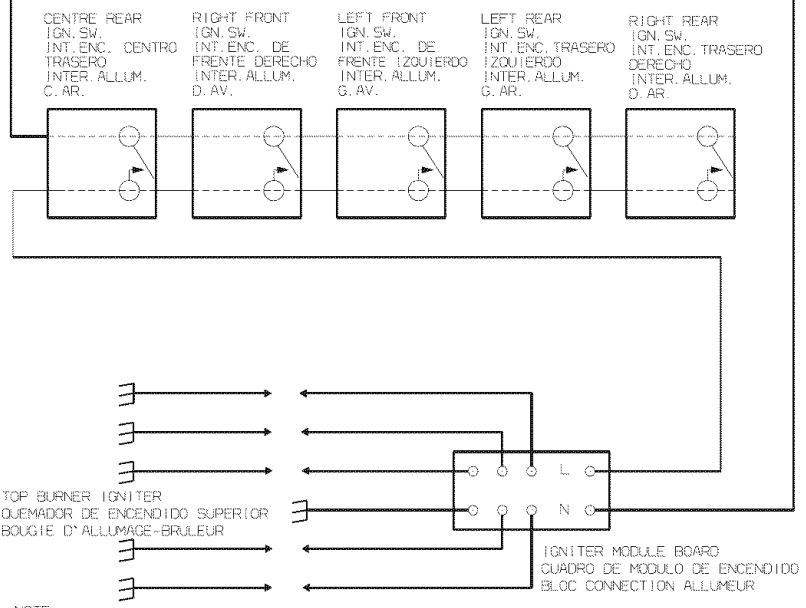 CENTRE REAR
IGN. SW.
INT. ENC. CENTRO
TRASERO
INTER. ALLUM.
C. AR.
RIGHT FRONT
IGN. SW.
INT. ENC. DE
FRENTE DERECHO
INTER. ALLUM.
D. AV.
LEFT FRONT
IGN. SW.
INT. ENC. DE
FRENTE IZQUIERDO
INTER. ALLUM.
G. AV.
LEFT REAR
IGN. SW.
INT. ENC. TRASERO
IZQUIERDO
INTER. ALLUM.
G. AR.
RIGHT REAR
IGN. SW.
INT. ENC. TRASERO
DERECHO
INTER. ALLUM.
D. AR.
L
N
TOP BURNER IGNITER
QUEMADOR DE ENCENDIDO SUPERIOR
BOUGIE D'ALLUMAGE-BRULEUR
IGNITER MODULE BOARD
CUADRO DE MODULO DE ENCENDIDO
BLOC CONNECTION ALLUMEUR
NOTE